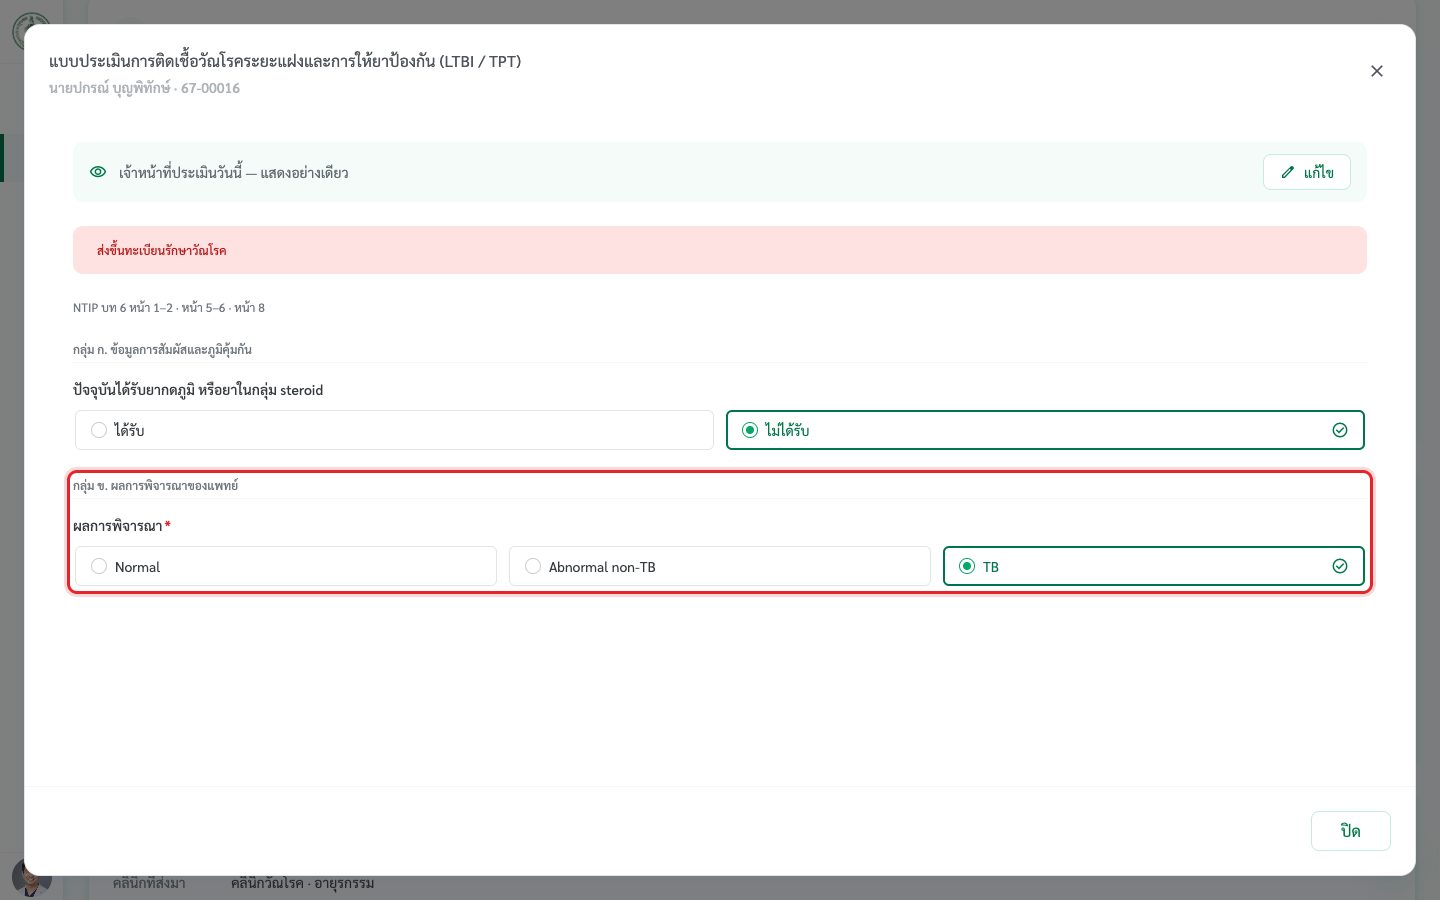 แบบประเมินการติดเชื้อวัณโรคระยะแฝงและการให้ยาป้องกัน (LTBI / TPT)
นายปกรณ์ บุญพิทักษ์ · 67-00016
เจ้าหน้าที่ประเมินวันนี้ — แสดงอย่างเดียว
แก้ไข
ส่งขึ้นทะเบียนรักษาวัณโรค
NTIP บท 6 หน้า 1–2 · หน้า 5–6 · หน้า 8
กลุ่ม ก. ข้อมูลการสัมผัสและภูมิคุ้มกัน
ปัจจุบันได้รับยากดภูมิ หรือยาในกลุ่ม steroid
ได้รับ
ไม่ได้รับ
กลุ่ม ข. ผลการพิจารณาของแพทย์
ผลการพิจารณา *
Normal
Abnormal non-TB
TB
ปิด
คลินิกที่ส่งมา คลินิกวัณโรค · อายุรกรรม